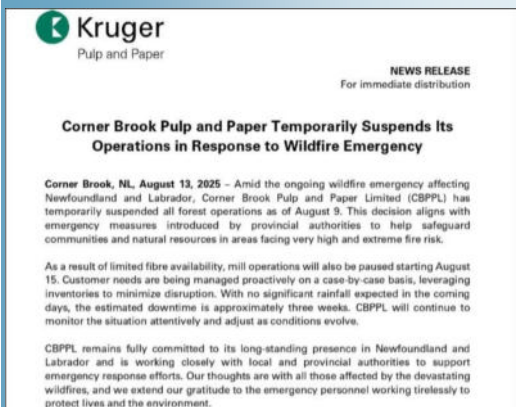 Kruger
Pulp and Paper
NEWS RELEASE
For immediate distribution
Corner Brook Pulp and Paper Temporarily Suspends Its
Operations in Response to Wildfire Emergency
Corner Brook, NL, August 13, 2025 – Amid the ongoing wildfire emergency affecting
Newfoundland and Labrador, Corner Brook Pulp and Paper Limited (CBPPL) has
temporarily suspended all forest operations as of August 9. This decision aligns with
emergency measures introduced by provincial authorities to help safeguard
communities and natural resources in areas facing very high and extreme fire risk.
As a result of limited fibre availability, mill operations will also be paused starting August
15. Customer needs are being managed proactively on a case-by-case basis, leveraging
inventories to minimize disruption. With no significant rainfall expected in the coming
days, the estimated downtime is approximately three weeks. CBPPL will continue to
monitor the situation attentively and adjust as conditions evolve.
CBPPL remains fully committed to its long-standing presence in Newfoundland and
Labrador and is working closely with local and provincial authorities to support
emergency response efforts. Our thoughts are with all those affected by the devastating
wildfires, and we extend our gratitude to the emergency personnel working tirelessly to
protect lives and the environment.